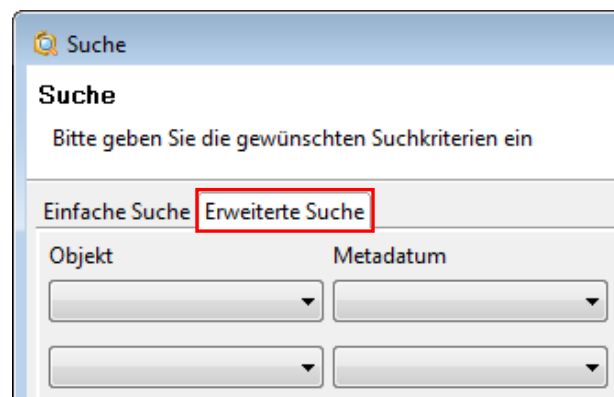 Suche
Suche
Bitte geben Sie die gewünschten Suchkriterien ein
Einfache Suche Erweiterte Suche
Objekt Metadatum